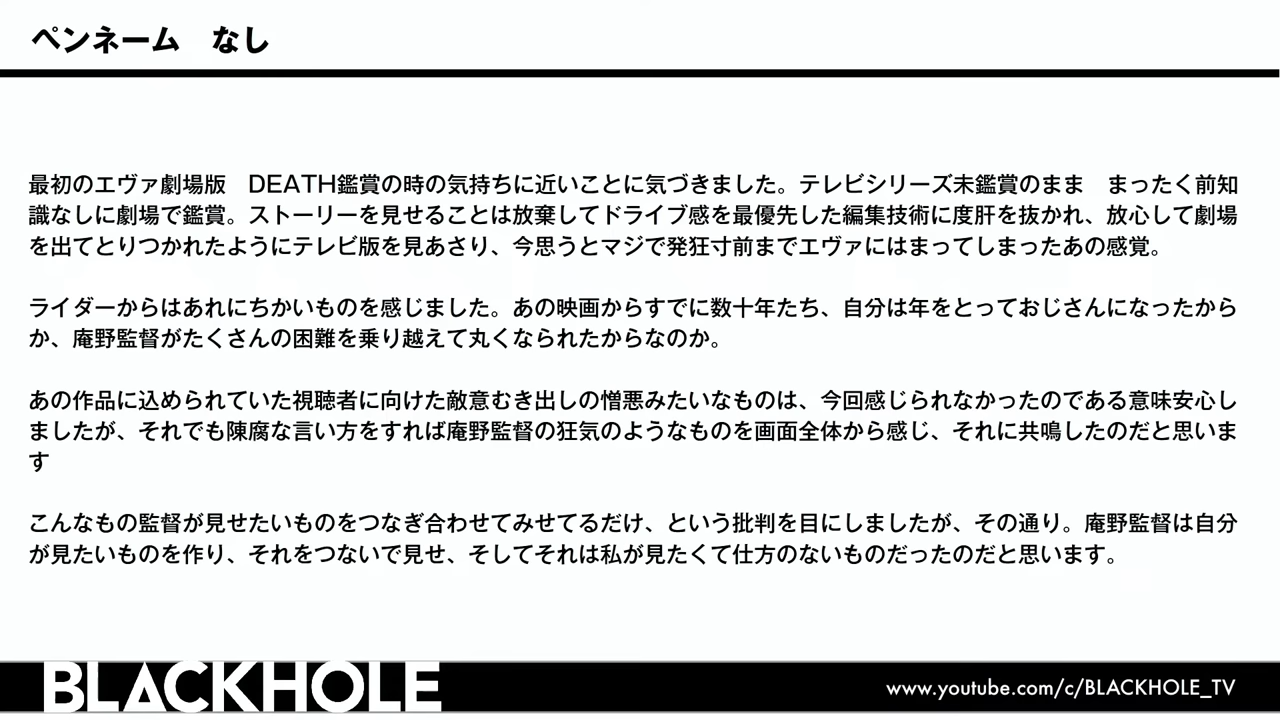 ペンネーム　なし
最初のエヴァ劇場版　DEATH鑑賞の時の気持ちに近いことに気づきました。テレビシリーズ未鑑賞のまま　まったく前知
識なしに劇場で鑑賞。ストーリーを見せることは放棄してドライブ感を最優先した編集技術に度肝を抜かれ、放心して劇場
を出てとりつかれたようにテレビ版を見あさり、今思うとマジで発狂寸前までエヴァにはまってしまったあの感覚。
ライダーからはあれにちかいものを感じました。あの映画からすでに数十年たち、自分は年をとっておじさんになったから
か、庵野監督がたくさんの困難を乗り越えて丸くなられたからなのか。
あの作品に込められていた視聴者に向けた敵意むき出しの憎悪みたいなものは、今回感じられなかったのである意味安心し
ましたが、それでも陳腐な言い方をすれば庵野監督の狂気のようなものを画面全体から感じ、それに共鳴したのだと思いま
す
こんなもの監督が見せたいものをつなぎ合わせてみせてるだけ、という批判を目にしましたが、その通り。庵野監督は自分
が見たいものを作り、それをつないで見せ、そしてそれは私が見たくて仕方のないものだったのだと思います。
BLACKHOLE
www.youtube.com/c/BLACKHOLE_TV